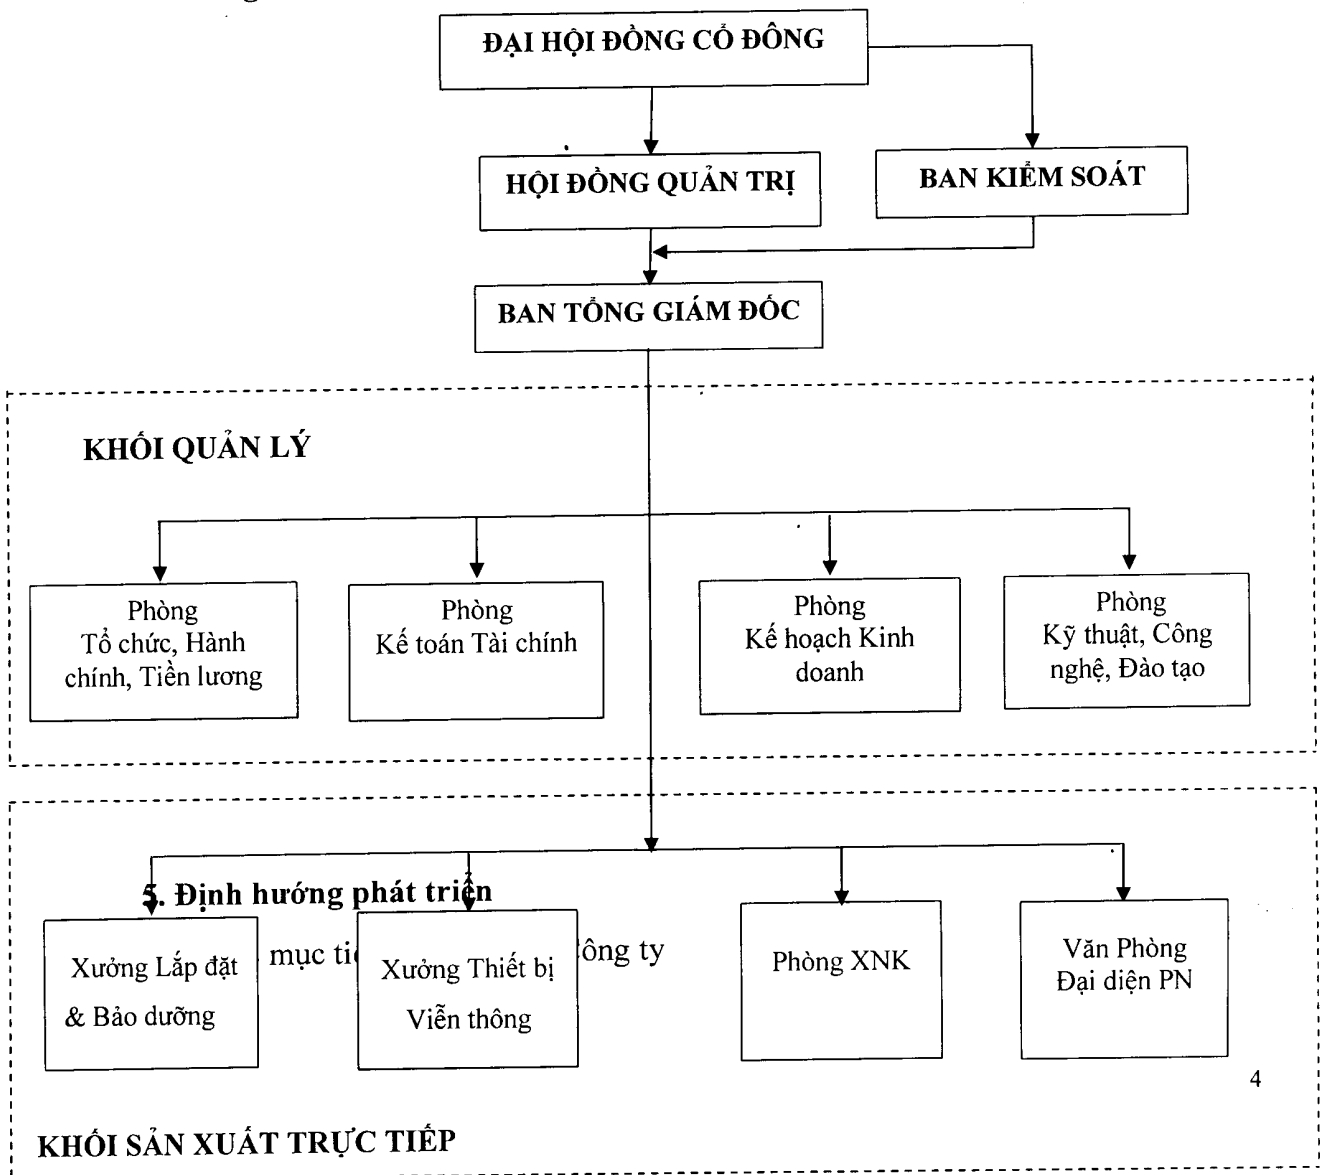 ĐẠI HỘI ĐỒNG CỔ ĐÔNG
HỘI ĐỒNG QUẢN TRỊ
BAN KIỂM SOÁT
BAN TỔNG GIÁM ĐỐC
KHỐI QUẢN LÝ
Phòng
Tổ chức, Hành
chính, Tiền lương
Phòng
Kế toán Tài chính
Phòng
Kế hoạch Kinh
doanh
Phòng
Kỹ thuật, Công
nghệ, Đào tạo
5. Định hướng phát triển
mục ông ty
Xưởng Lắp đặt
& Bảo dưỡng
Xưởng Thiết bị
Viễn thông
Phòng XNK
Văn Phòng
Đại diện PN
4
KHỐI SẢN XUẤT TRỰC TIẾP